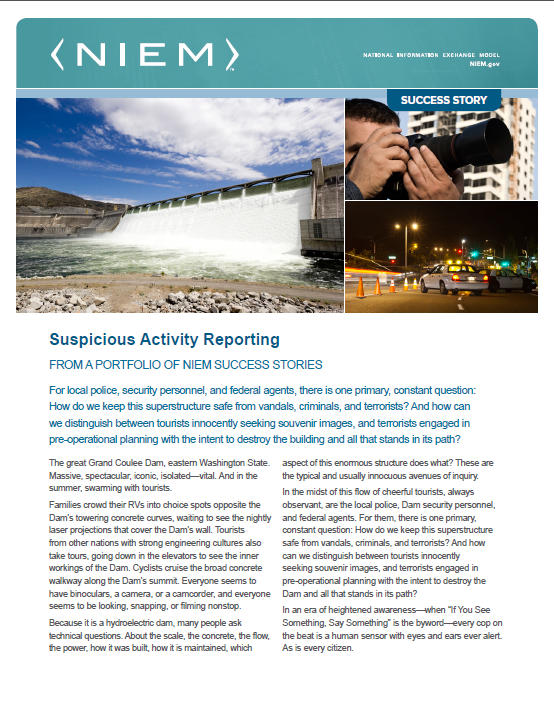 NIEM
NATIONAL INFORMATION EXCHANGE MODEL
NIEM.gov
SUCCESS STORY
Suspicious Activity Reporting
FROM A PORTFOLIO OF NIEM SUCCESS STORIES
For local police, security personnel, and federal agents, there is one primary, constant question:
How do we keep this superstructure safe from vandals, criminals, and terrorists? And how can
we distinguish between tourists innocently seeking souvenir images, and terrorists engaged in
pre-operational planning with the intent to destroy the building and all that stands in its path?
The great Grand Coulee Dam, eastern Washington State.
Massive, spectacular, iconic, isolated—vital. And in the
summer, swarming with tourists.
Families crowd their RVs into choice spots opposite the
Dam's towering concrete curves, waiting to see the nightly
laser projections that cover the Dam's wall. Tourists
from other nations with strong engineering cultures also
take tours, going down in the elevators to see the inner
workings of the Dam. Cyclists cruise the broad concrete
walkway along the Dam's summit. Everyone seems to
have binoculars, a camera, or a camcorder, and everyone
seems to be looking, snapping, or filming nonstop.
Because it is a hydroelectric dam, many people ask
technical questions. About the scale, the concrete, the flow,
the power, how it was built, how it is maintained, which
aspect of this enormous structure does what? These are
the typical and usually innocuous avenues of inquiry.
In the midst of this flow of cheerful tourists, always
observant, are the local police, Dam security personnel,
and federal agents. For them, there is one primary,
constant question: How do we keep this superstructure
safe from vandals, criminals, and terrorists? And how
can we distinguish between tourists innocently
seeking souvenir images, and terrorists engaged in
pre-operational planning with the intent to destroy the
Dam and all that stands in its path?
In an era of heightened awareness—when "If You See
Something, Say Something" is the byword—every cop on
the beat is a human sensor with eyes and ears ever alert.
As is every citizen.